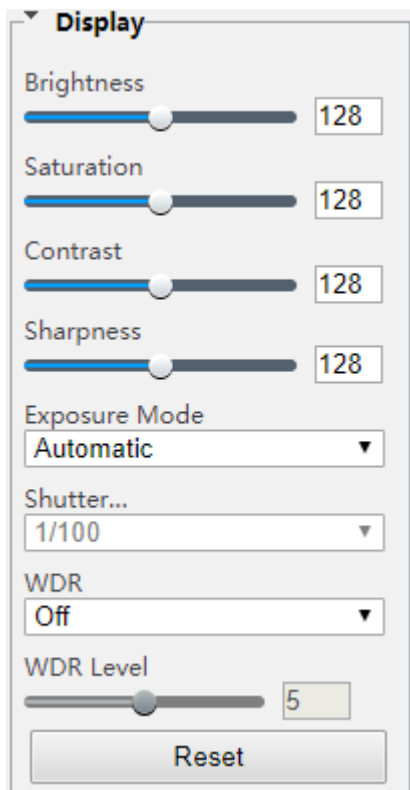 Display
Brightness
128
Saturation
128
Contrast
128
Sharpness
128
Exposure Mode
Automatic
Shutter...
1/100
WDR
Off
WDR Level
5
Reset